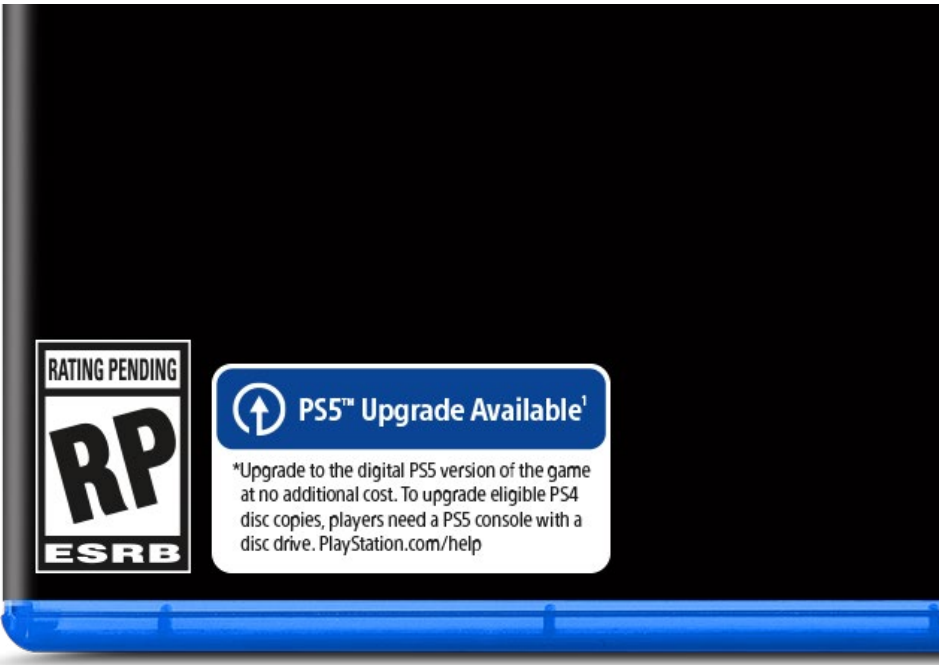 RATING PENDING
RP
ESRB
PS5™ Upgrade Available¹
*Upgrade to the digital PS5 version of the game
at no additional cost. To upgrade eligible PS4
disc copies, players need a PS5 console with a
disc drive. PlayStation.com/help